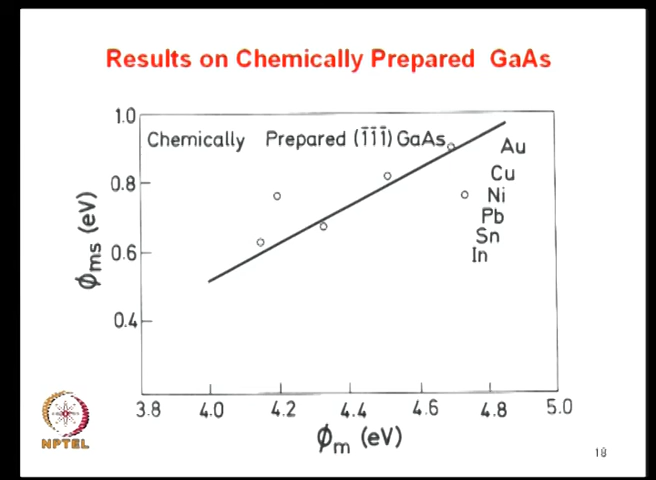 Results on Chemically Prepared GaAs
1.0
Chemically Prepared (1̄1̄1̄) GaAs
Au
Cu
0.8
Ni
Pb
Sn
0.6
In
ϕms (eV)
0.4
3.8 4.0 4.2 4.4 4.6 4.8 5.0
ϕm (eV)
NPTEL
18